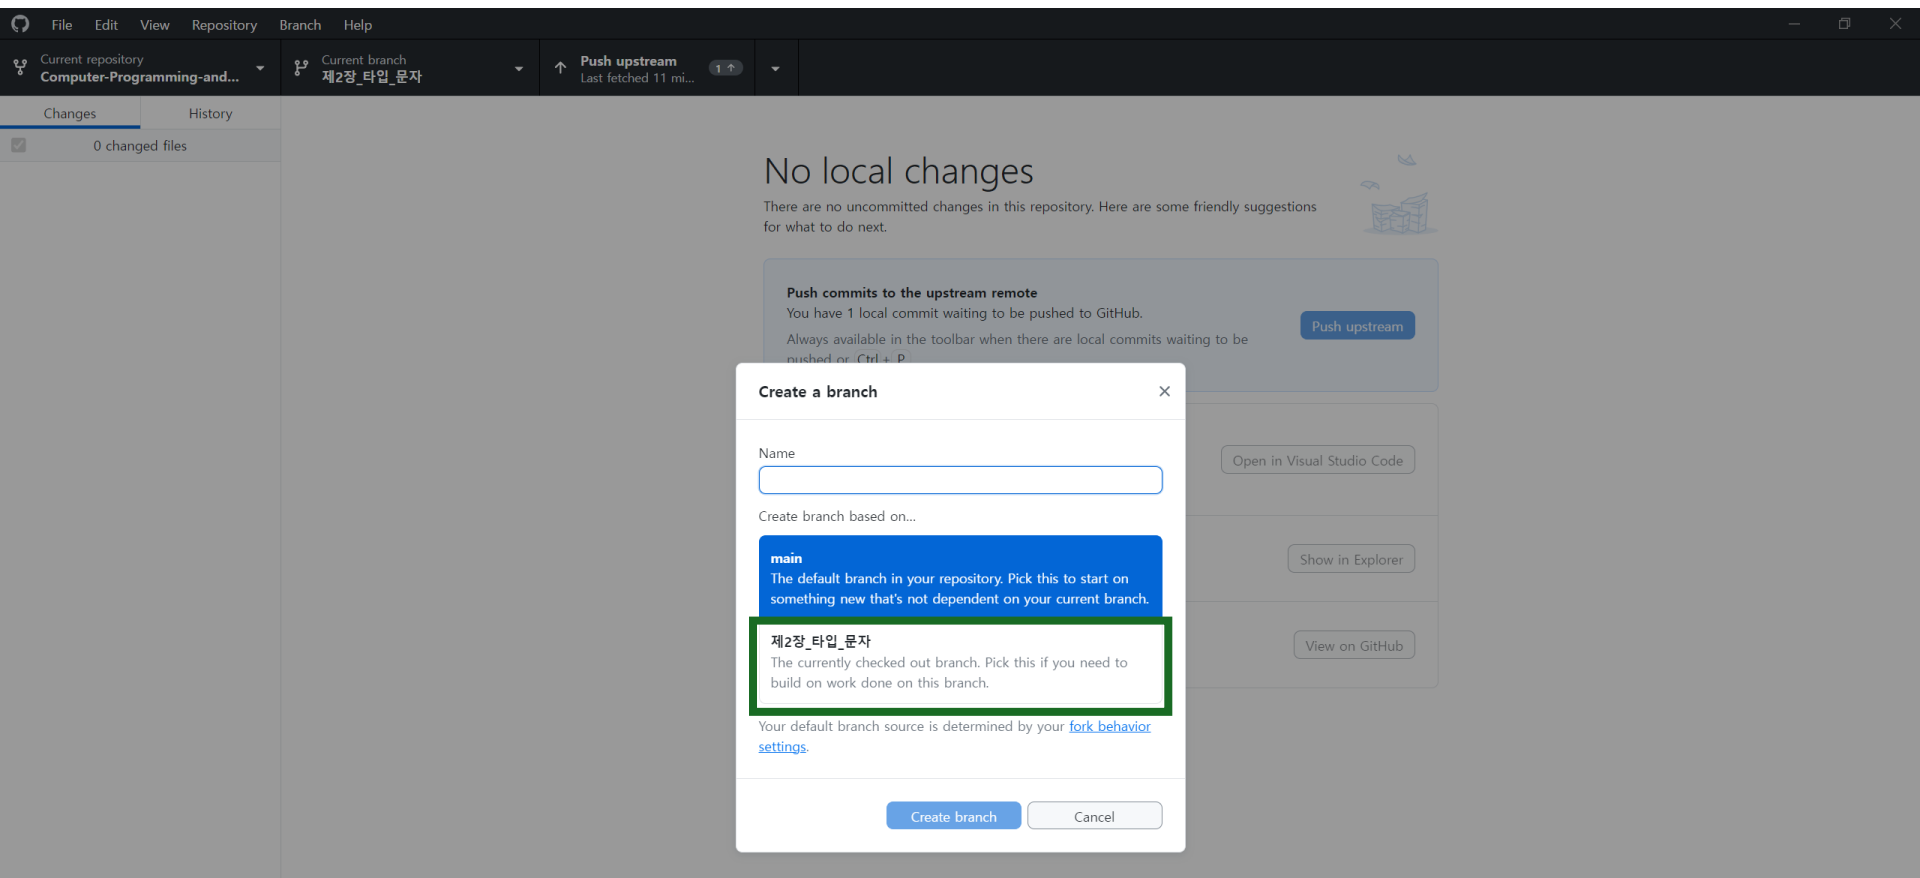 File Edit View Repository Branch Help
Current repository
Computer-Programming-and...
Current branch
제2장_타입_문자
Push upstream
Last fetched 11 mi...
1
Changes History
0 changed files
No local changes
There are no uncommitted changes in this repository. Here are some friendly suggestions
for what to do next.
Push commits to the upstream remote
You have 1 local commit waiting to be pushed to GitHub.
Always available in the toolbar when there are local commits waiting to be
pushed or Ctrl + P
Push upstream
Open in Visual Studio Code
Show in Explorer
View on GitHub
Create a branch
Name
Create branch based on...
main
The default branch in your repository. Pick this to start on
something new that's not dependent on your current branch.
제2장_타입_문자
The currently checked out branch. Pick this if you need to
build on work done on this branch.
Your default branch source is determined by your fork behavior
settings.
Create branch Cancel